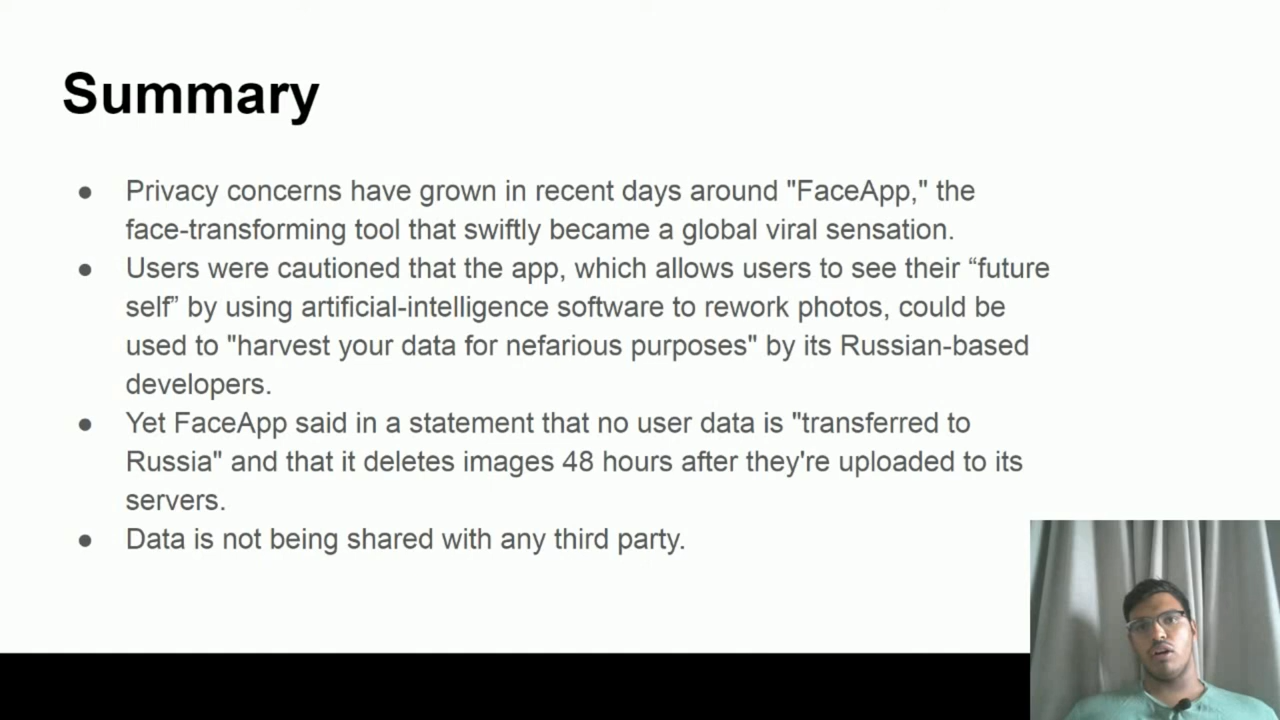 Summary
● Privacy concerns have grown in recent days around "FaceApp," the
face-transforming tool that swiftly became a global viral sensation.
● Users were cautioned that the app, which allows users to see their “future
self” by using artificial-intelligence software to rework photos, could be
used to "harvest your data for nefarious purposes" by its Russian-based
developers.
● Yet FaceApp said in a statement that no user data is "transferred to
Russia" and that it deletes images 48 hours after they're uploaded to its
servers.
● Data is not being shared with any third party.